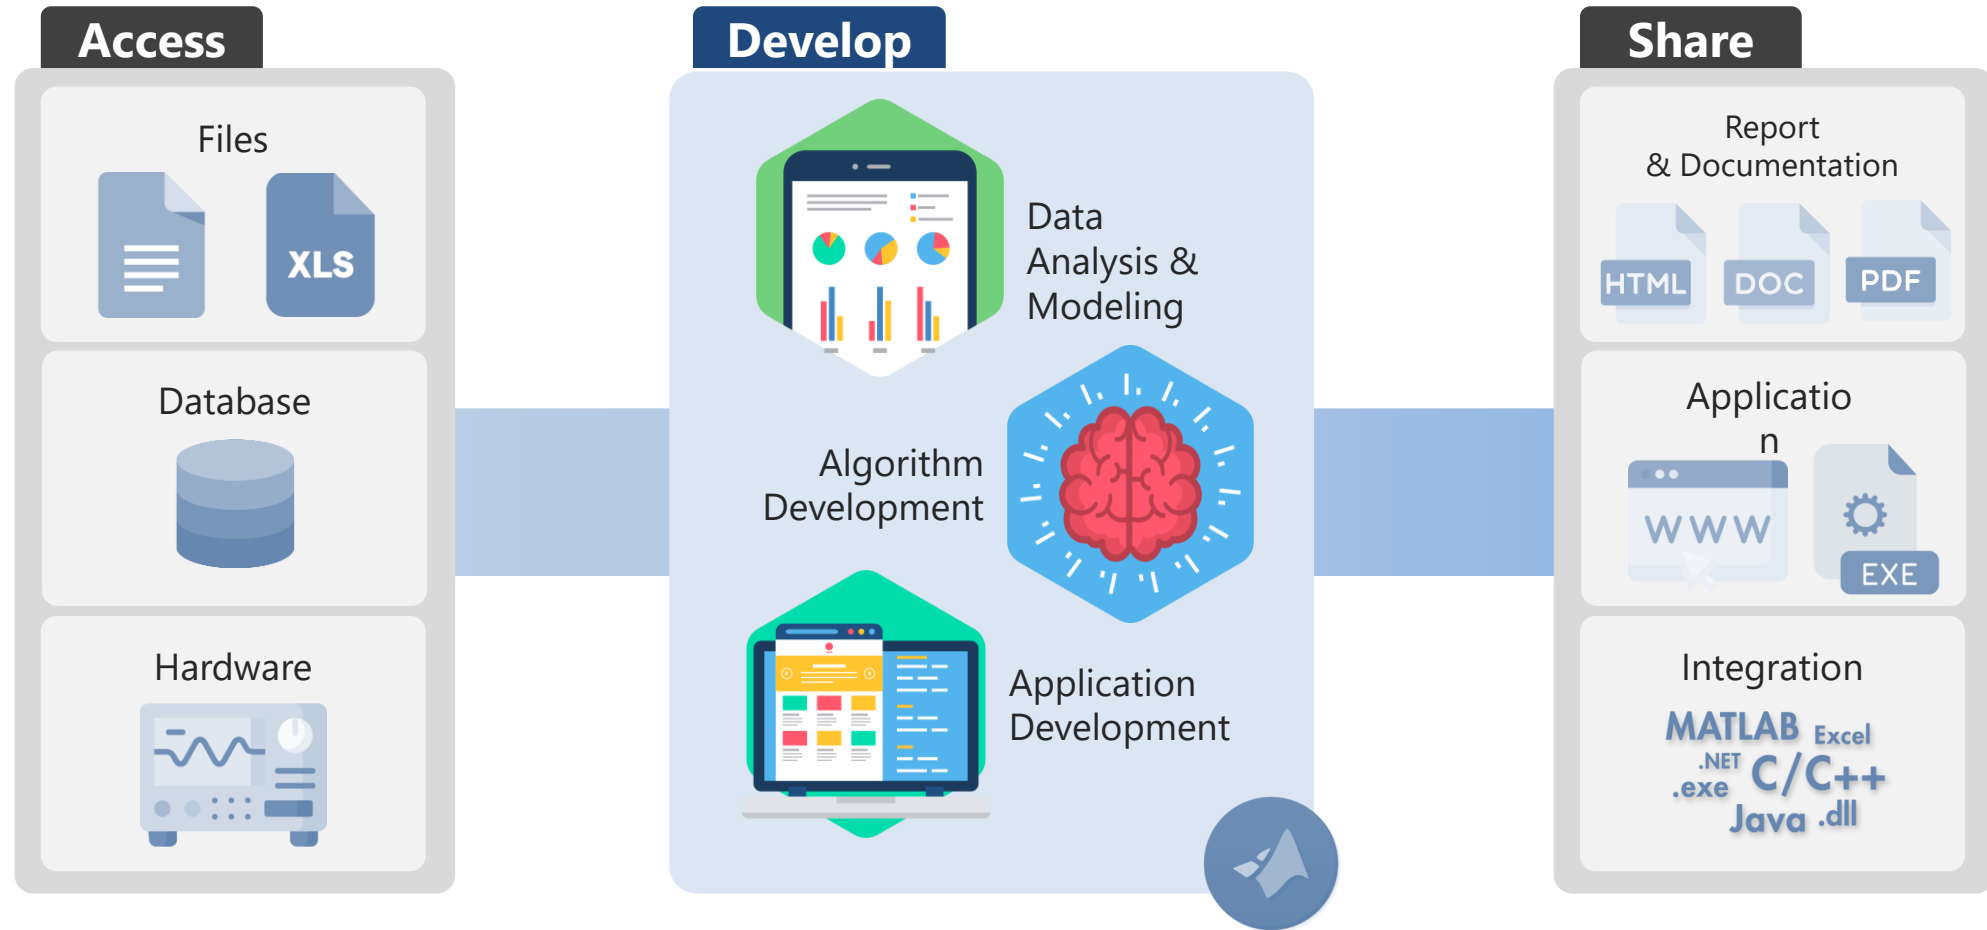 Access
Files
XLS
Database
Hardware
Develop
Data
Analysis &
Modeling
Algorithm
Development
Application
Development
Share
Report
& Documentation
HTML
DOC
PDF
Applicatio
n
WWW
EXE
Integration
MATLAB Excel
.NET C/C++
.exe
Java .dll